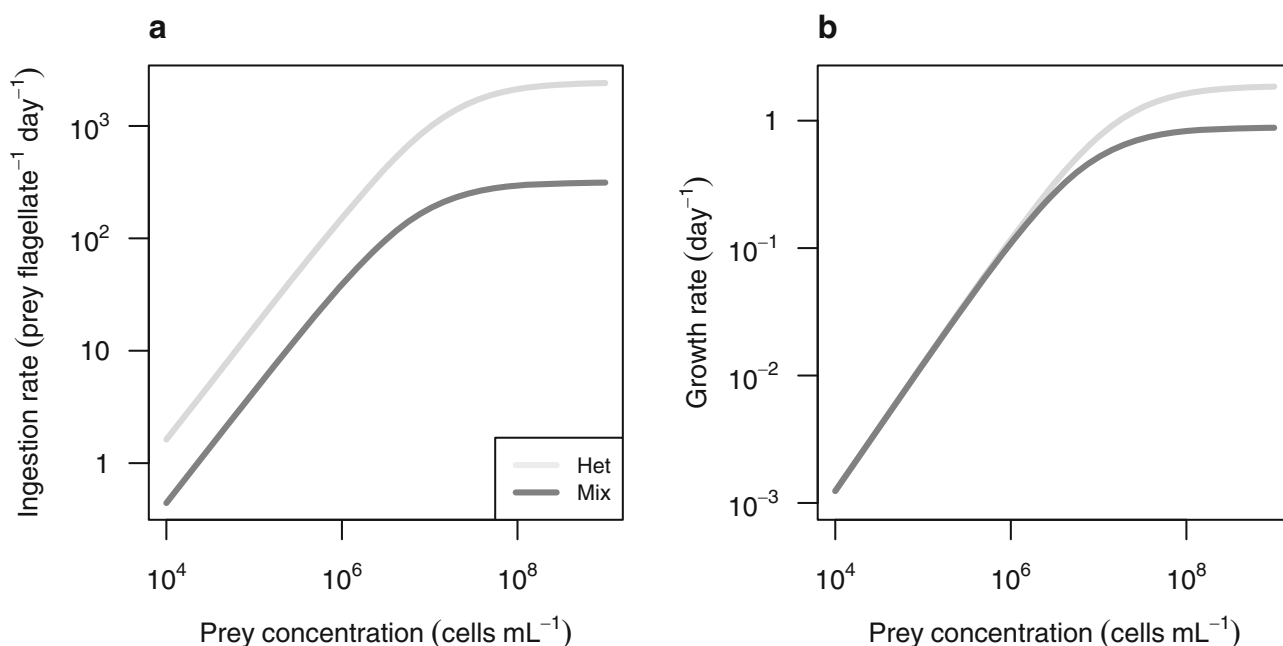 a
Ingestion rate (prey flagellate⁻¹ day⁻¹)
10³
10²
10
1
Het
Mix
10⁴
10⁶
10⁸
Prey concentration (cells mL⁻¹)
b
Growth rate (day⁻¹)
1
10⁻¹
10⁻²
10⁻³
10⁴
10⁶
10⁸
Prey concentration (cells mL⁻¹)